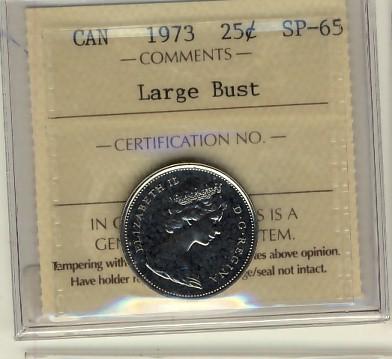 CAN 1973 25¢ SP-65
— COMMENTS —
Large Bust
— CERTIFICATION NO. —
IN S IS A
GEN TEM.
Tampering with es above opinion.
Have holder ge/seal not intact.
ELIZABETH II D·G·REGINA